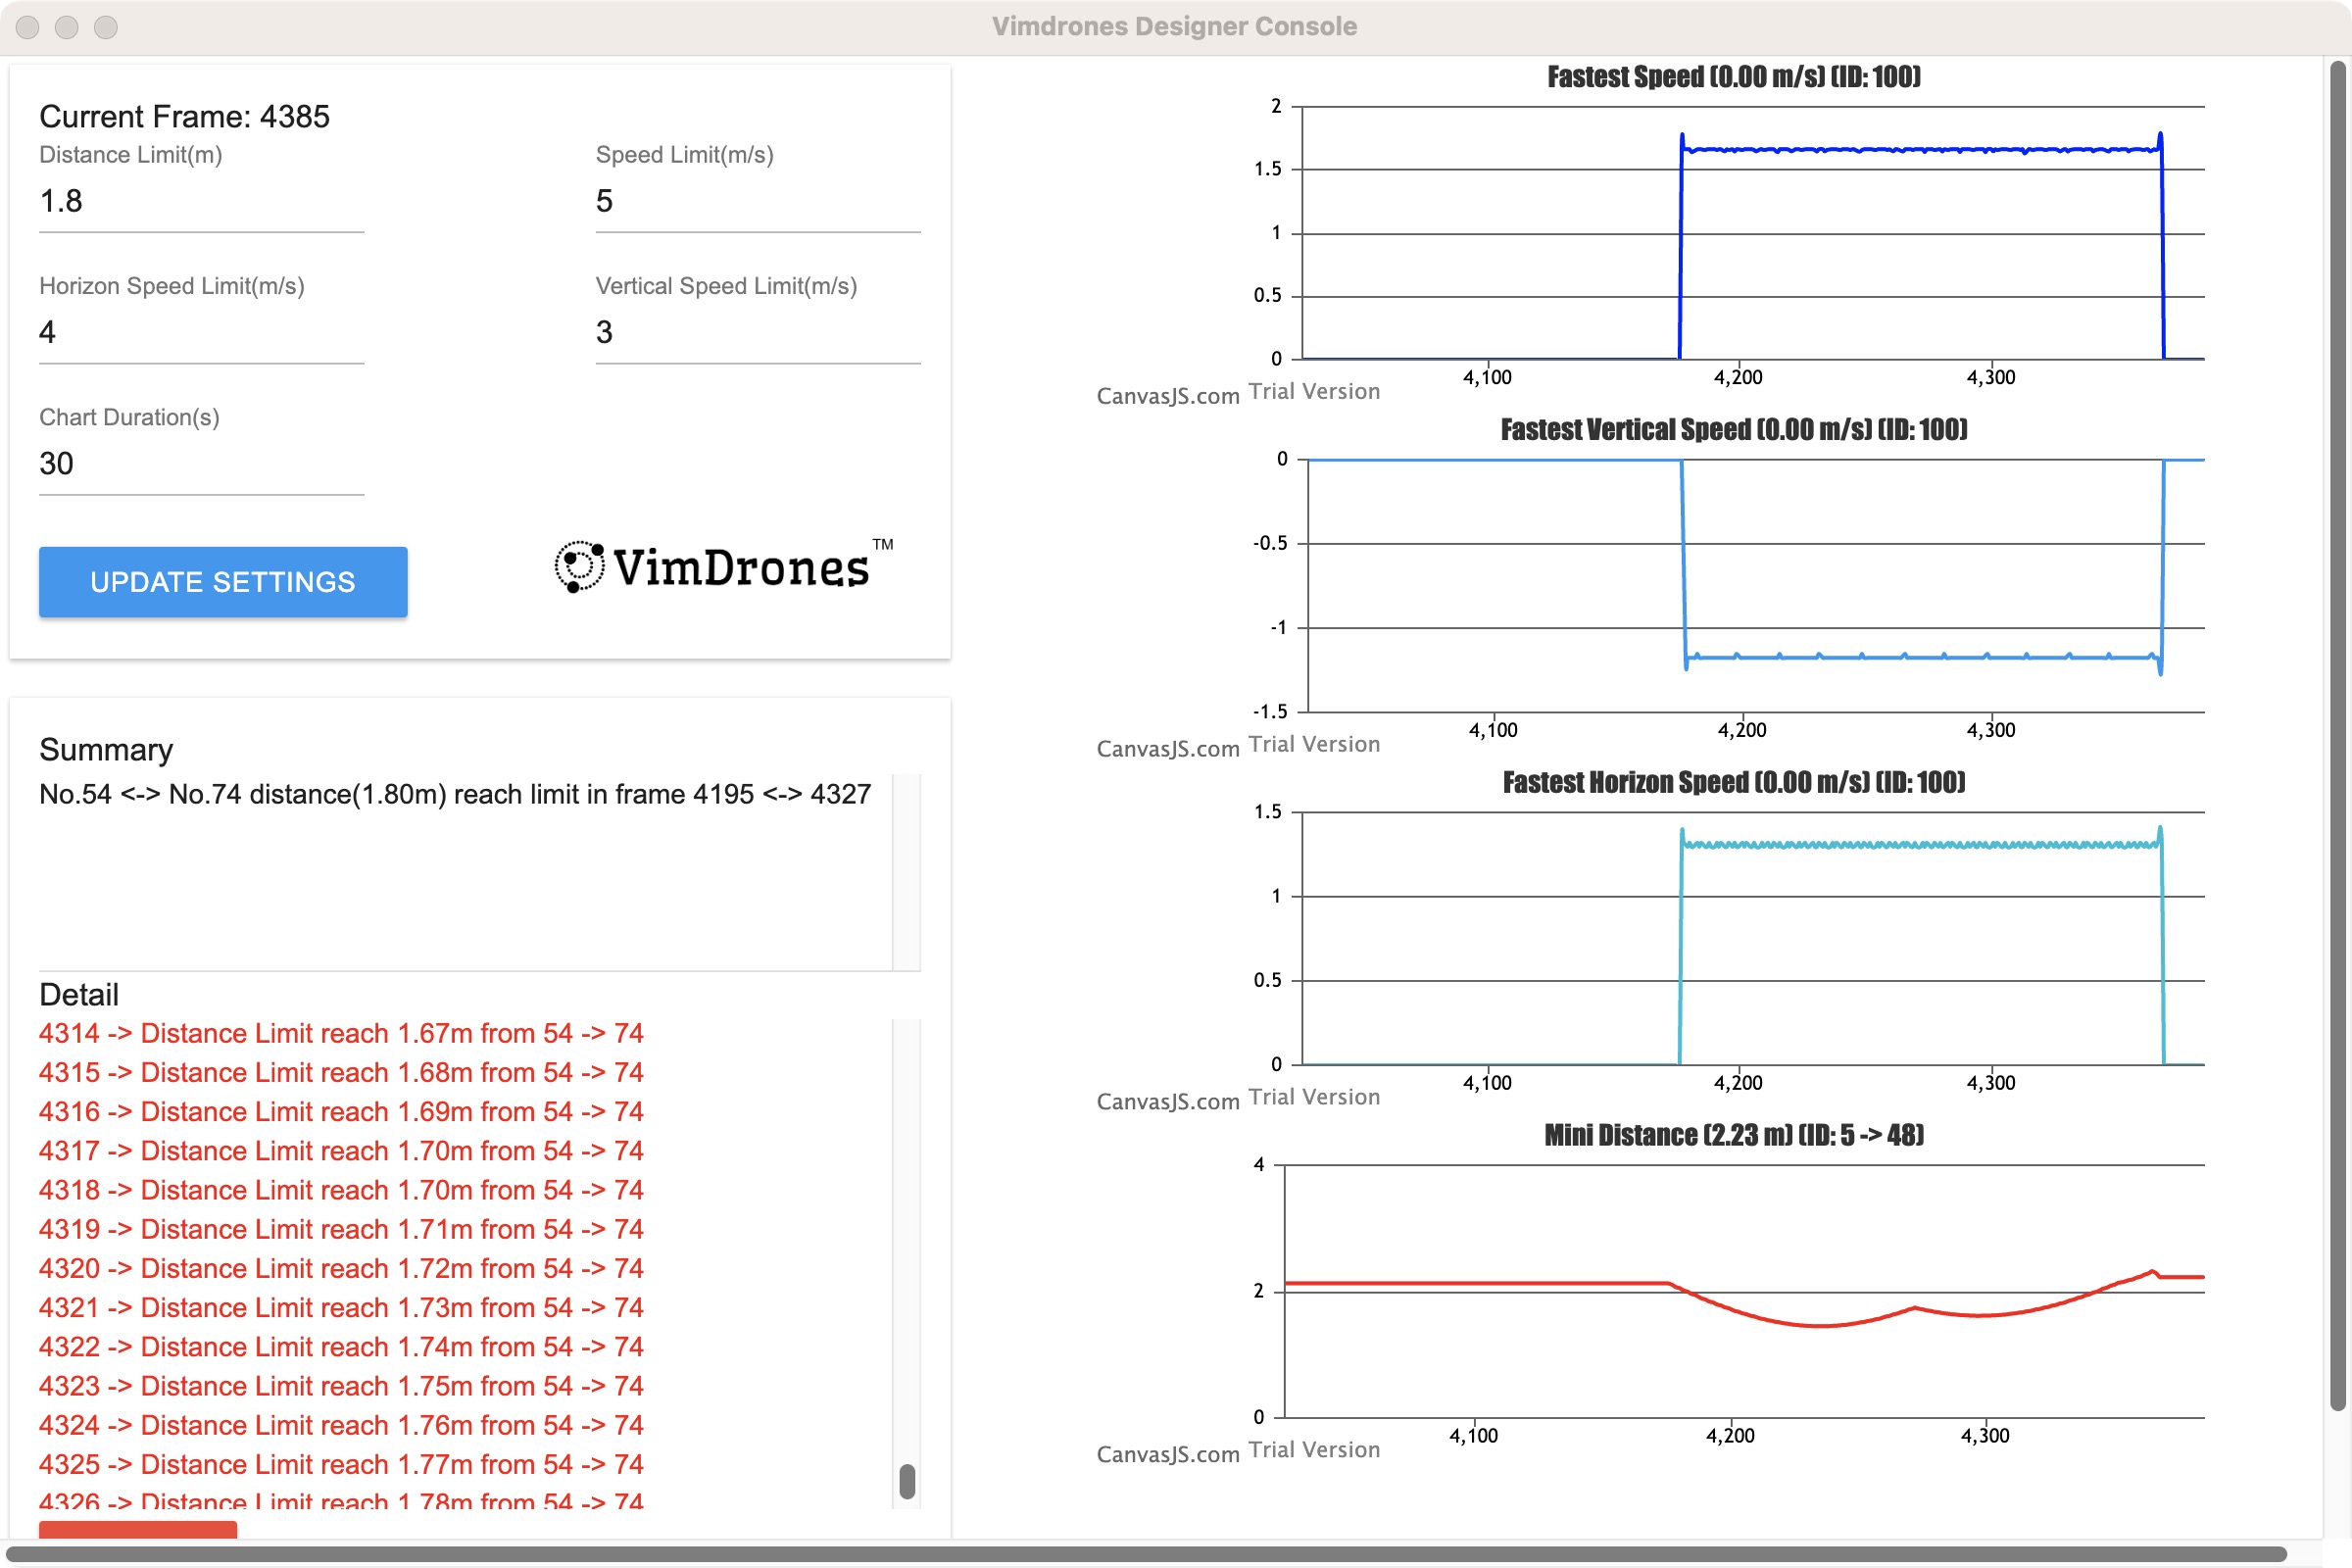 Vimdrones Designer Console
Current Frame: 4385
Distance Limit(m)
1.8
Speed Limit(m/s)
5
Horizon Speed Limit(m/s)
4
Vertical Speed Limit(m/s)
3
Chart Duration(s)
30
UPDATE SETTINGS
VimDrones™
Summary
No.54 <-> No.74 distance(1.80m) reach limit in frame 4195 <-> 4327
Detail
4314 -> Distance Limit reach 1.67m from 54 -> 74
4315 -> Distance Limit reach 1.68m from 54 -> 74
4316 -> Distance Limit reach 1.69m from 54 -> 74
4317 -> Distance Limit reach 1.70m from 54 -> 74
4318 -> Distance Limit reach 1.70m from 54 -> 74
4319 -> Distance Limit reach 1.71m from 54 -> 74
4320 -> Distance Limit reach 1.72m from 54 -> 74
4321 -> Distance Limit reach 1.73m from 54 -> 74
4322 -> Distance Limit reach 1.74m from 54 -> 74
4323 -> Distance Limit reach 1.75m from 54 -> 74
4324 -> Distance Limit reach 1.76m from 54 -> 74
4325 -> Distance Limit reach 1.77m from 54 -> 74
4326 -> Distance Limit reach 1.78m from 54 -> 74
Fastest Speed (0.00 m/s) (ID: 100)
2
1.5
1
0.5
0
4,100 4,200 4,300
CanvasJS.com Trial Version
Fastest Vertical Speed (0.00 m/s) (ID: 100)
0
-0.5
-1
-1.5
4,100 4,200 4,300
CanvasJS.com Trial Version
Fastest Horizon Speed (0.00 m/s) (ID: 100)
1.5
1
0.5
0
4,100 4,200 4,300
CanvasJS.com Trial Version
Mini Distance (2.23 m) (ID: 5 -> 48)
4
2
0
4,100 4,200 4,300
CanvasJS.com Trial Version